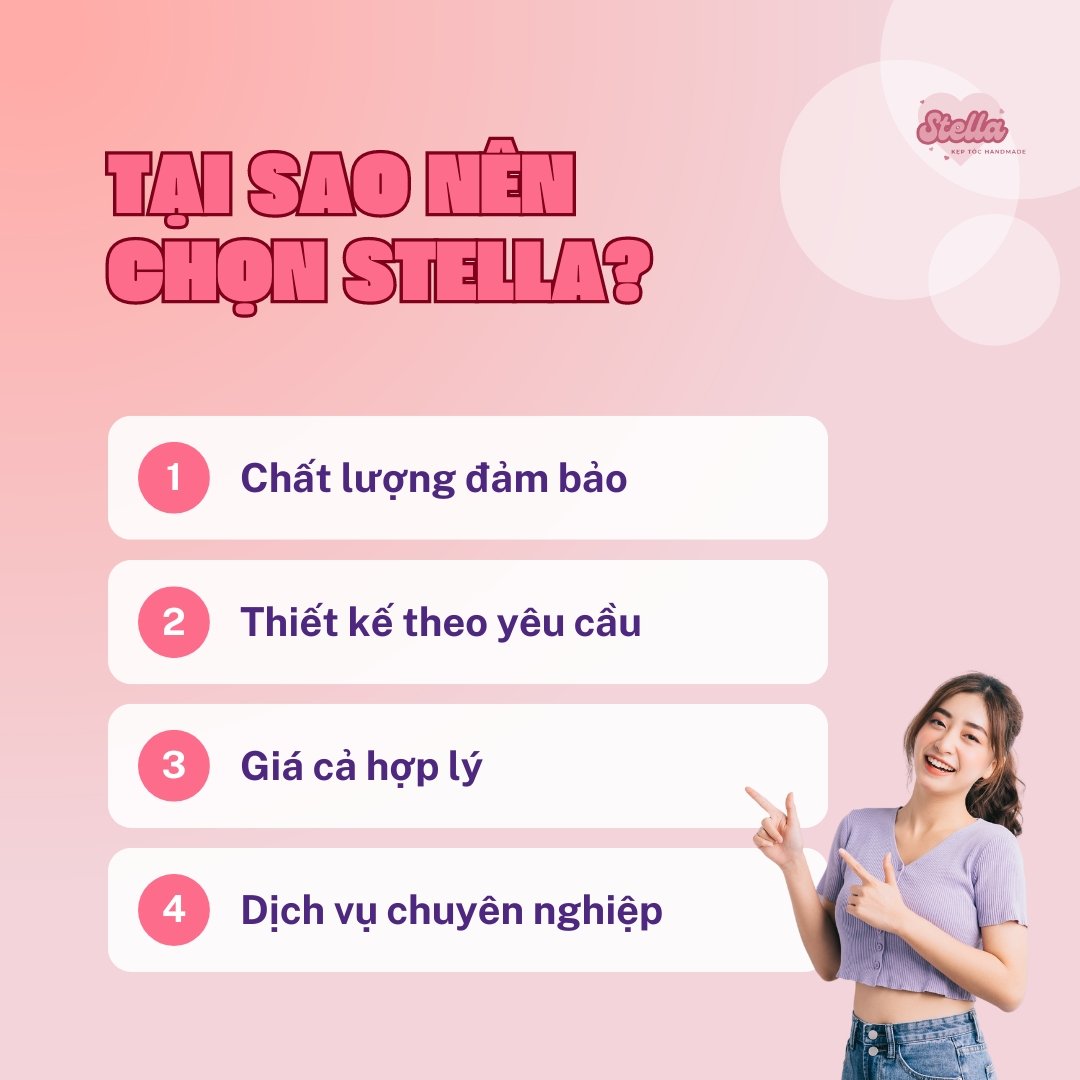 Stella
KẸP TÓC HANDMADE
TẠI SAO NÊN
CHỌN STELLA?
1 Chất lượng đảm bảo
2 Thiết kế theo yêu cầu
3 Giá cả hợp lý
4 Dịch vụ chuyên nghiệp